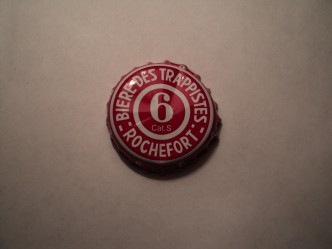 BIERE DES TRAPPISTES
6
Cat.S
- ROCHEFORT -